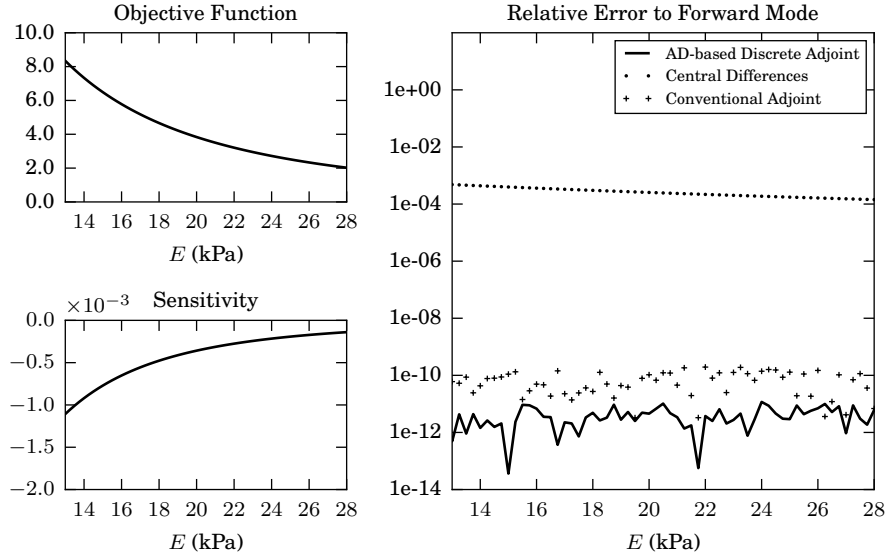 Objective Function
10.0
8.0
6.0
4.0
2.0
0.0
14 16 18 20 22 24 26 28
E (kPa)
×10⁻³ Sensitivity
0.0
−0.5
−1.0
−1.5
−2.0
14 16 18 20 22 24 26 28
E (kPa)
Relative Error to Forward Mode
AD-based Discrete Adjoint
Central Differences
Conventional Adjoint
1e+00
1e-02
1e-04
1e-06
1e-08
1e-10
1e-12
1e-14
14 16 18 20 22 24 26 28
E (kPa)